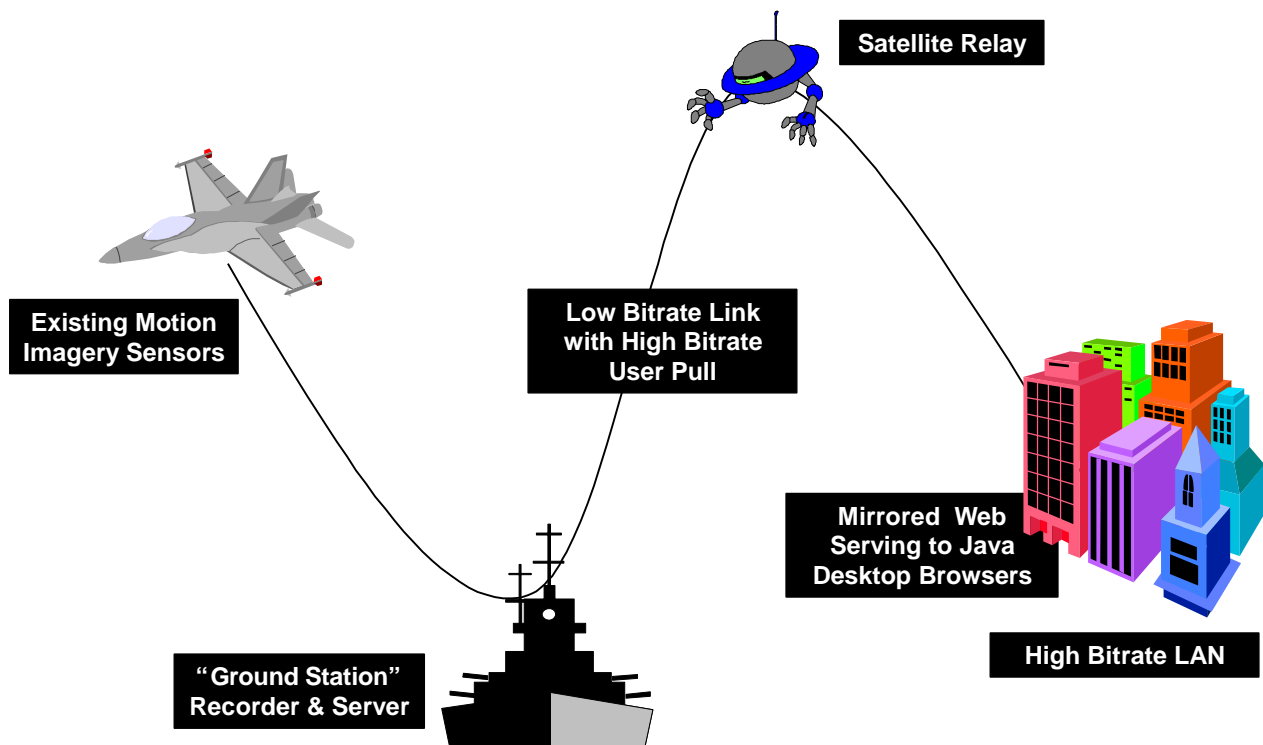 Satellite Relay
Existing Motion
Imagery Sensors
Low Bitrate Link
with High Bitrate
User Pull
Mirrored  Web
Serving to Java
Desktop Browsers
“Ground Station”
Recorder & Server
High Bitrate LAN